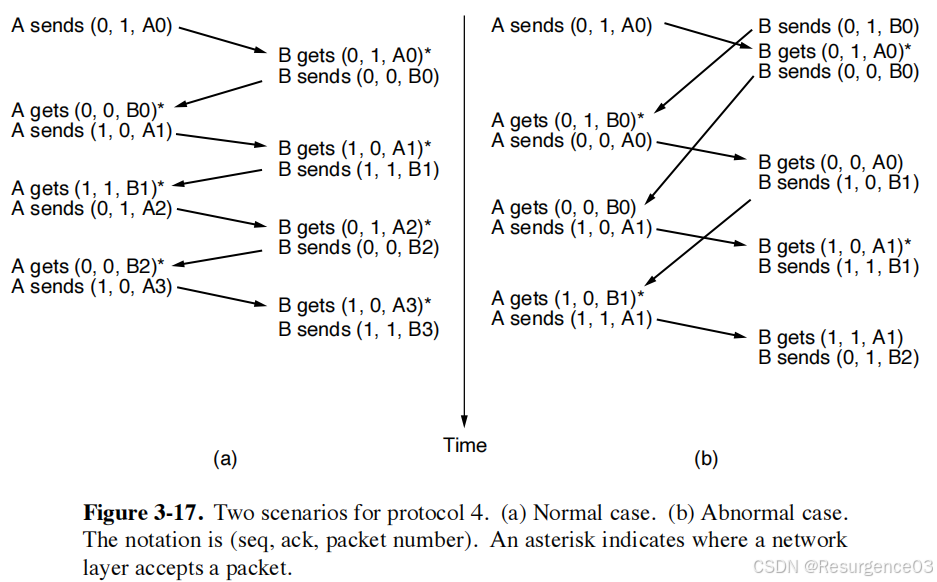 A sends (0, 1, A0)
B gets (0, 1, A0)*
B sends (0, 0, B0)
A gets (0, 0, B0)*
A sends (1, 0, A1)
B gets (1, 0, A1)*
B sends (1, 1, B1)
A gets (1, 1, B1)*
A sends (0, 1, A2)
B gets (0, 1, A2)*
B sends (0, 0, B2)
A gets (0, 0, B2)*
A sends (1, 0, A3)
B gets (1, 0, A3)*
B sends (1, 1, B3)
(a)
Time
A sends (0, 1, A0)
B sends (0, 1, B0)
B gets (0, 1, A0)*
B sends (0, 0, B0)
A gets (0, 1, B0)*
A sends (0, 0, A0)
B gets (0, 0, A0)
B sends (1, 0, B1)
A gets (0, 0, B0)
A sends (1, 0, A1)
B gets (1, 0, A1)*
B sends (1, 1, B1)
A gets (1, 0, B1)*
A sends (1, 1, A1)
B gets (1, 1, A1)
B sends (0, 1, B2)
(b)
Figure 3-17. Two scenarios for protocol 4. (a) Normal case. (b) Abnormal case.
The notation is (seq, ack, packet number). An asterisk indicates where a network
layer accepts a packet.
CSDN @Resurgence03